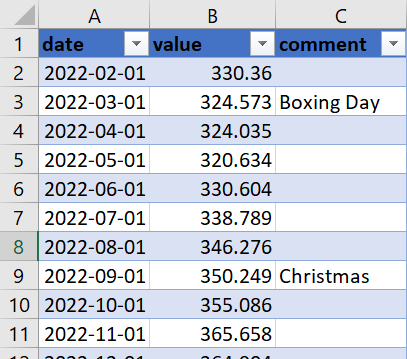 A B C
1 date value comment
2 2022-02-01 330.36
3 2022-03-01 324.573 Boxing Day
4 2022-04-01 324.035
5 2022-05-01 320.634
6 2022-06-01 330.604
7 2022-07-01 338.789
8 2022-08-01 346.276
9 2022-09-01 350.249 Christmas
10 2022-10-01 355.086
11 2022-11-01 365.658